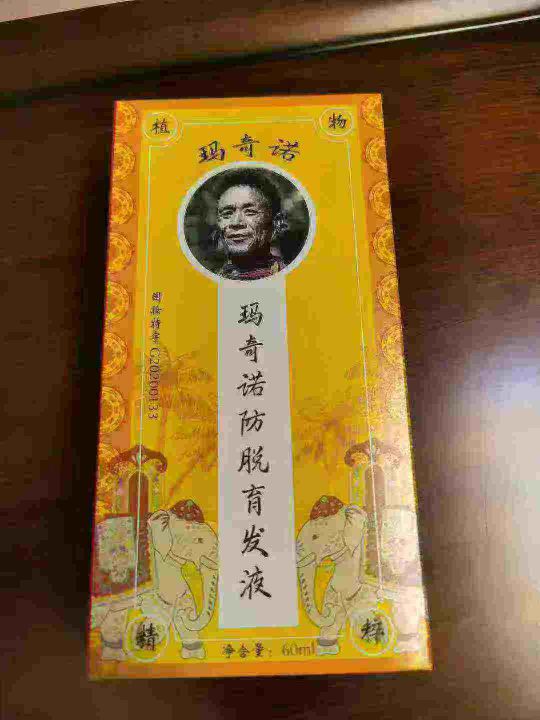 植
物
玛奇诺
国妆特字G20200133
玛奇诺防脱育发液
精
粹
净含量：60ml